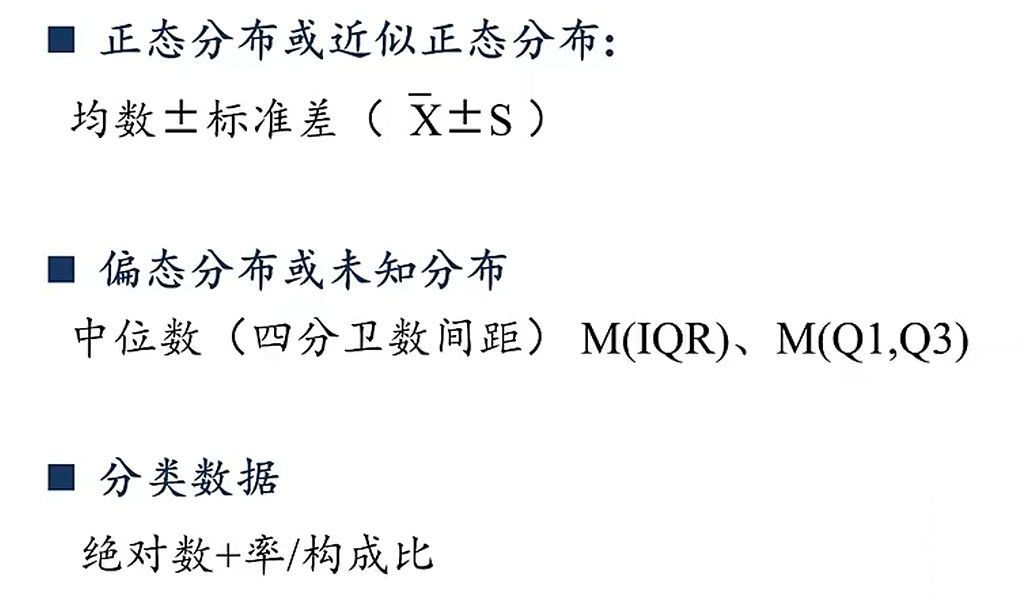 ■ 正态分布或近似正态分布：
均数±标准差（ X̅±S ）
■ 偏态分布或未知分布
中位数（四分卫数间距） M(IQR)、M(Q1,Q3)
■ 分类数据
绝对数+率/构成比